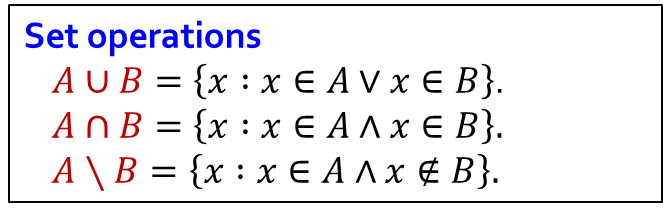 Set operations
A ∪ B = {x : x ∈ A ∨ x ∈ B}.
A ∩ B = {x : x ∈ A ∧ x ∈ B}.
A \ B = {x : x ∈ A ∧ x ∉ B}.